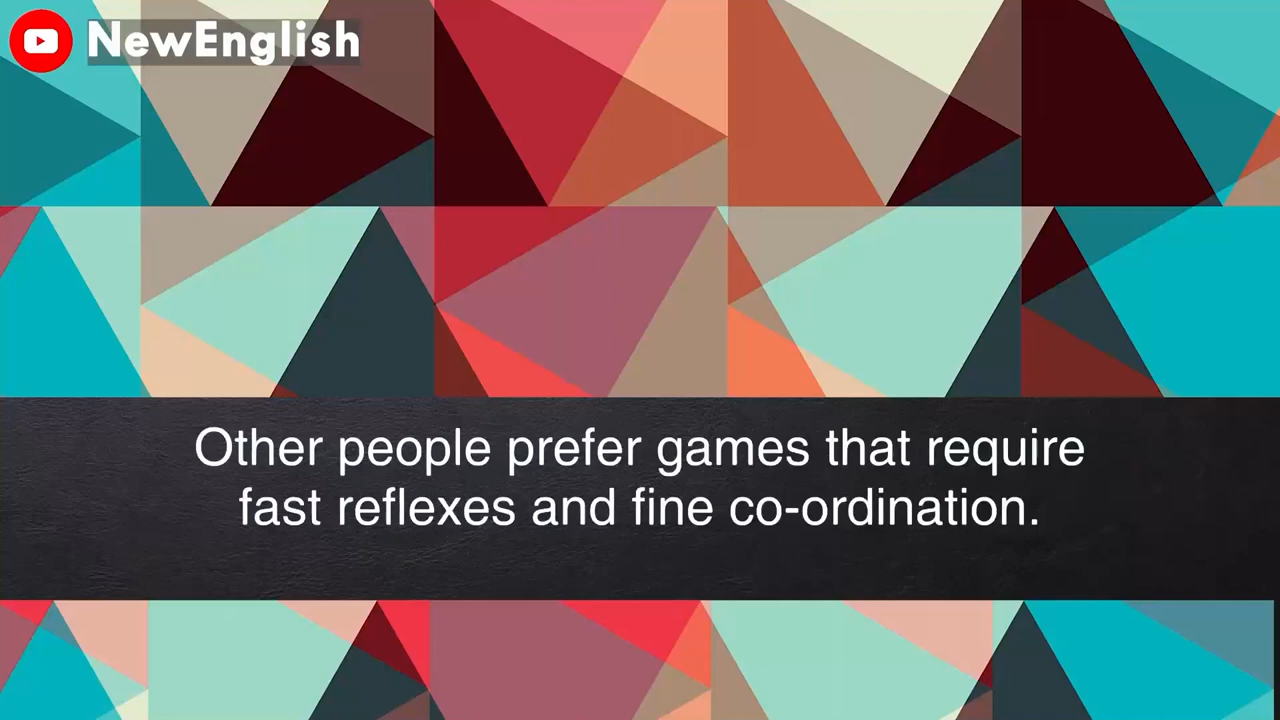 NewEnglish
Other people prefer games that require
fast reflexes and fine co-ordination.